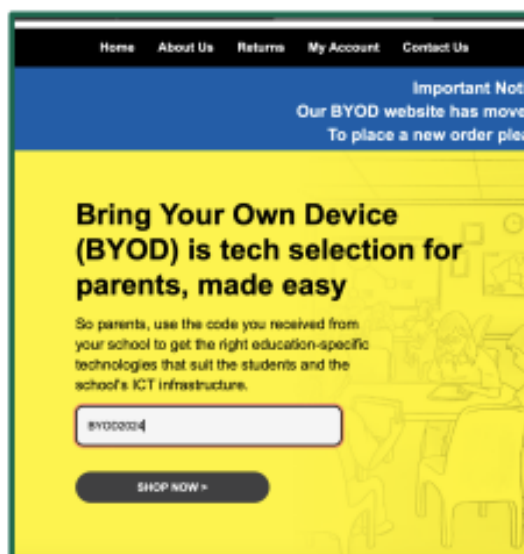 Home About Us Returns My Account Contact Us
Important Noti
Our BYOD website has move
To place a new order plea
Bring Your Own Device
(BYOD) is tech selection for
parents, made easy
So parents, use the code you received from
your school to get the right education-specific
technologies that suit the students and the
school's ICT infrastructure.
BYOD2024
SHOP NOW >